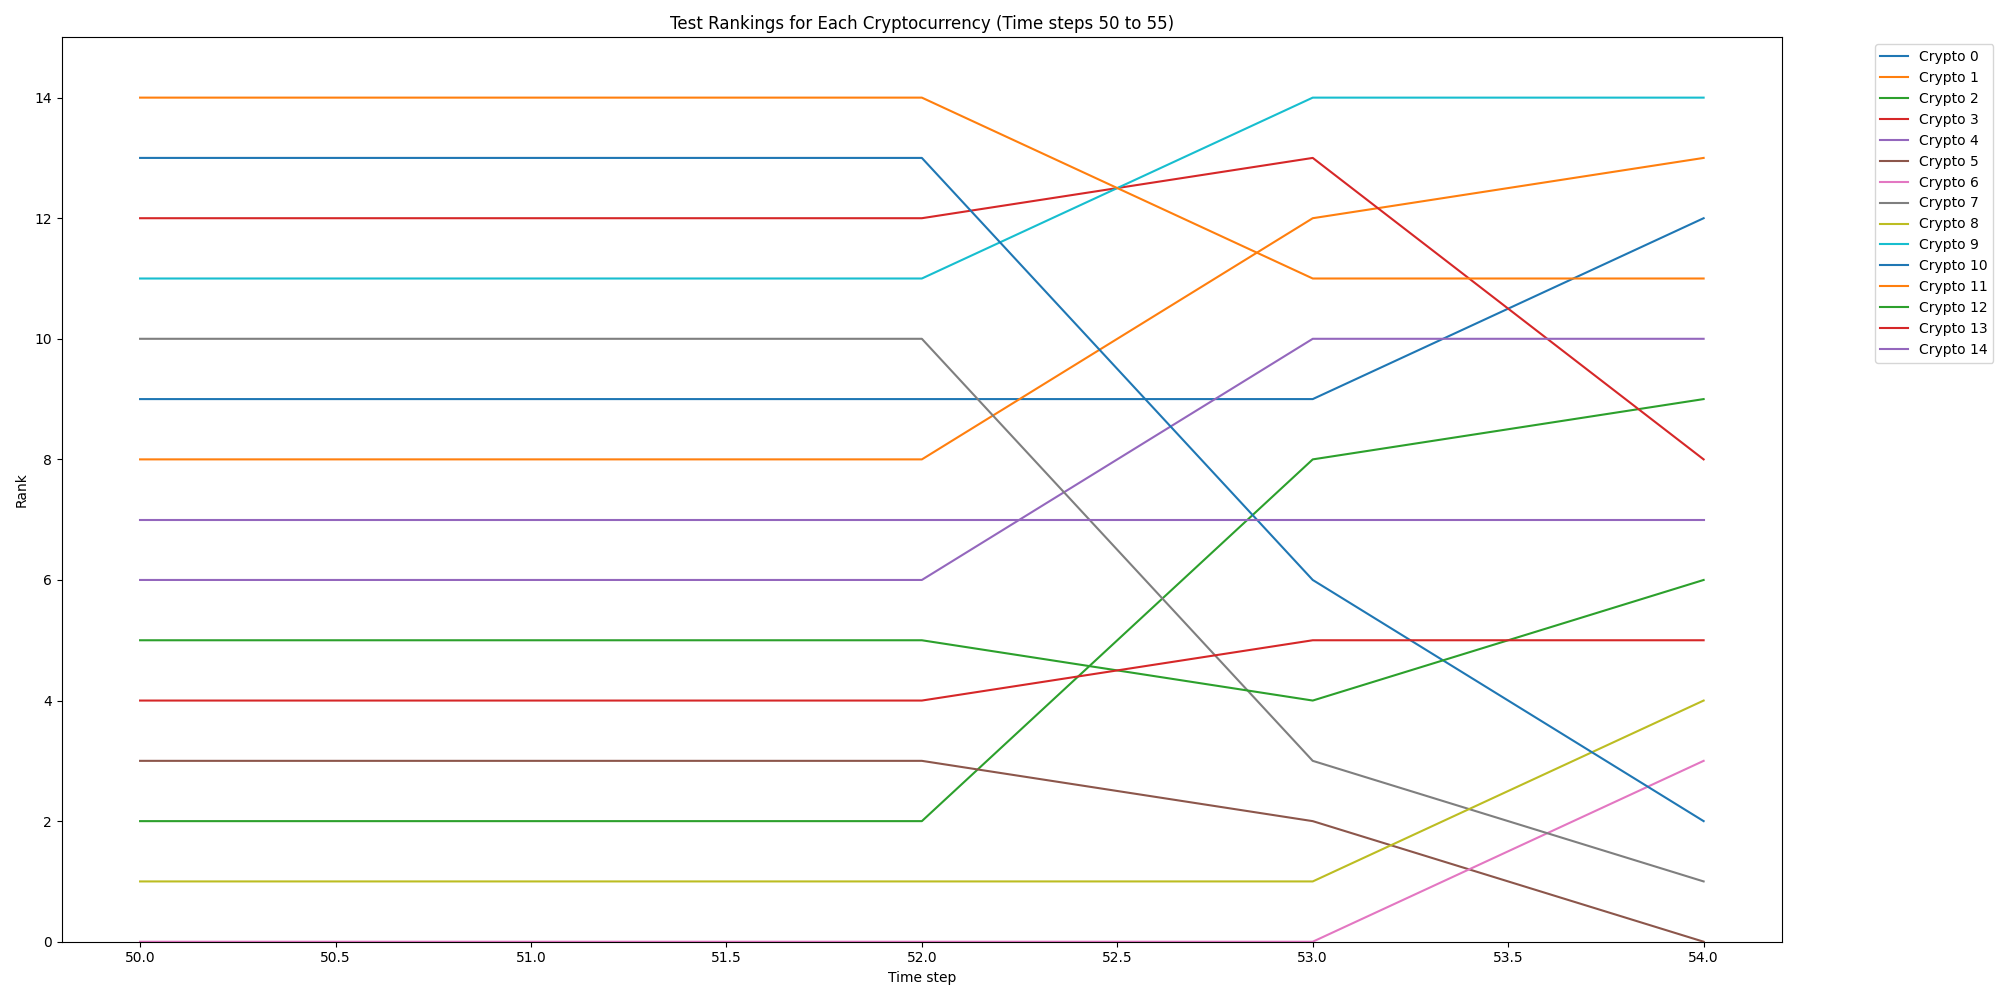 Test Rankings for Each Cryptocurrency (Time steps 50 to 55)
14
12
10
8
6
4
2
0
Rank
50.0 50.5 51.0 51.5 52.0 52.5 53.0 53.5 54.0
Time step
Crypto 0
Crypto 1
Crypto 2
Crypto 3
Crypto 4
Crypto 5
Crypto 6
Crypto 7
Crypto 8
Crypto 9
Crypto 10
Crypto 11
Crypto 12
Crypto 13
Crypto 14